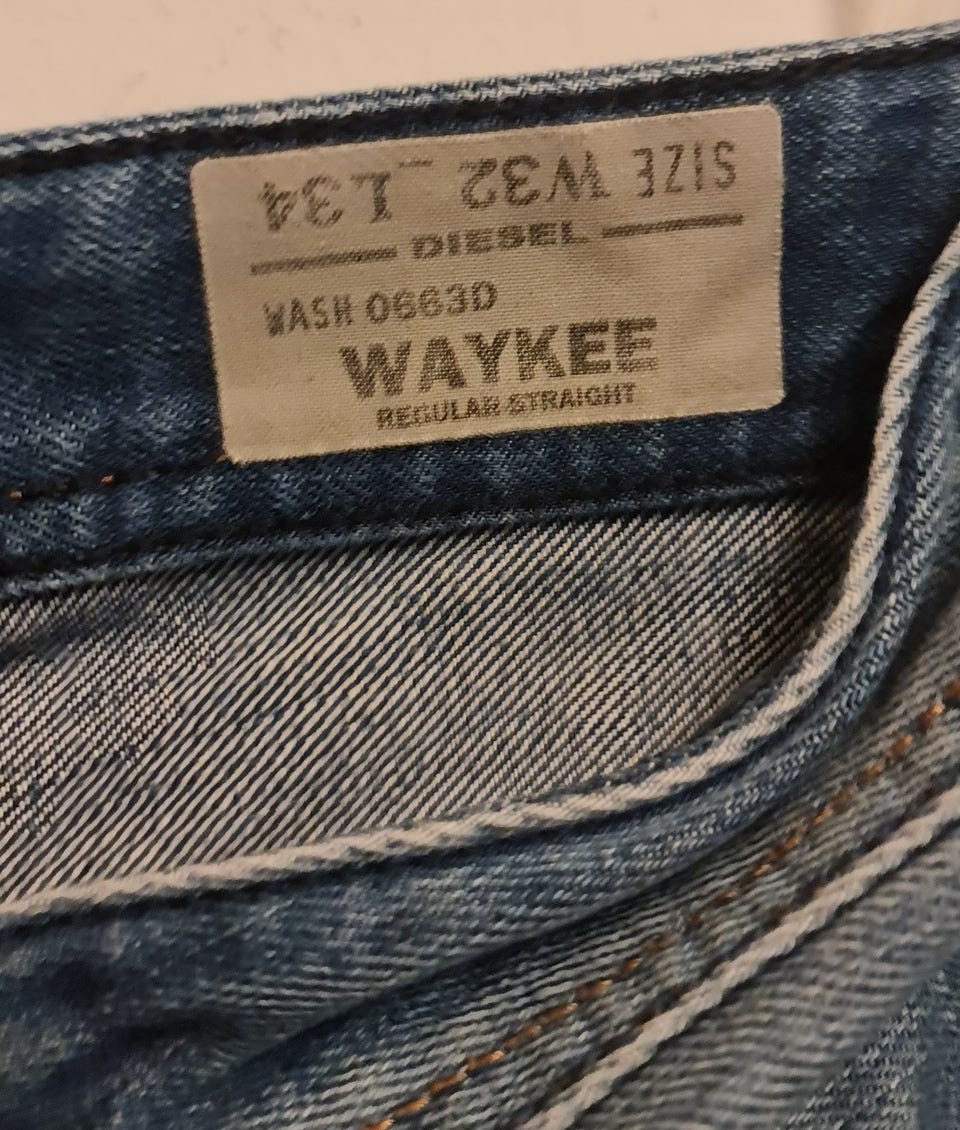 SIZE W32 L34
DIESEL
WASH 0663D
WAYKEE
REGULAR STRAIGHT